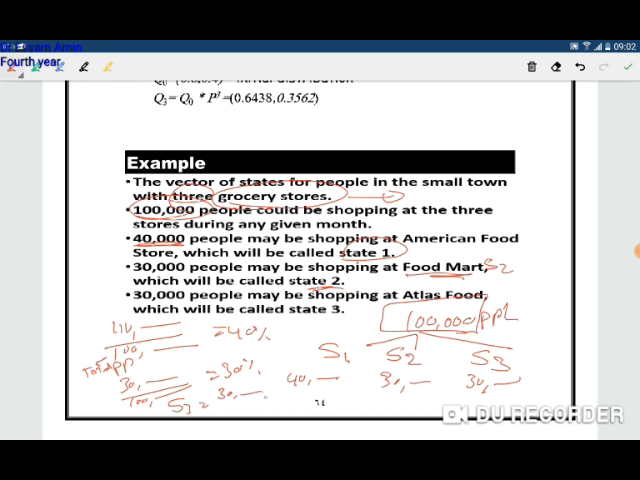 09:02
Fourth year
Q3 = Q0 * P³ =(0.6438,0.3562)
Example
• The vector of states for people in the small town
with three grocery stores.
• 100,000 people could be shopping at the three
stores during any given month.
• 40,000 people may be shopping at American Food
Store, which will be called state 1.
• 30,000 people may be shopping at Food Mart, S2
which will be called state 2.
• 30,000 people may be shopping at Atlas Food,
which will be called state 3.
100,000 ppl
= 40%
100,
S1 S2 S3
30, = 30%
40, 30, 30,
100, S3 = 30,
DU RECORDER